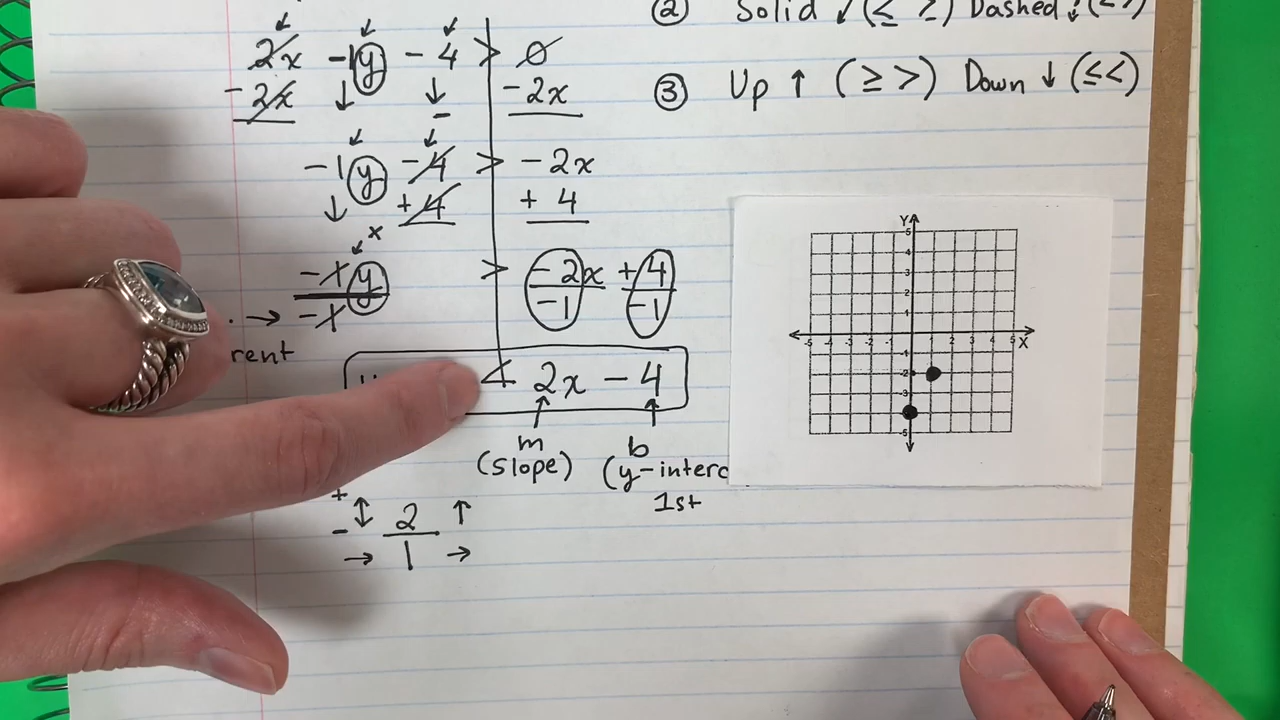 ② Solid ✓ (≤ ≥) Dashed
③ Up ↑ (≥ >) Down ↓ (≤ <)
2x -1y - 4 > 0
-2x -2x
-1y -4 > -2x
+4 + 4
x
-1y > -2x +4
-1 -1 -1
→
rent
< 2x - 4
m b
(slope) (y-interc
1st
+ ↕ 2 ↑
- → 1 →
Y
5
4
3
2
1
-5 -4 -3 -2 -1 1 2 3 4 5 X
-1
-2
-3
-5